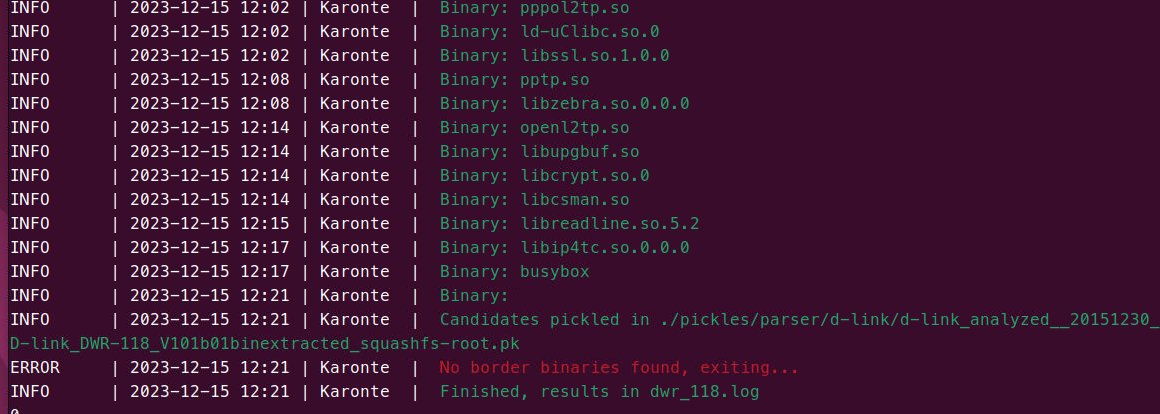 INFO | 2023-12-15 12:02 | Karonte | Binary: pppol2tp.so
INFO | 2023-12-15 12:02 | Karonte | Binary: ld-uClibc.so.0
INFO | 2023-12-15 12:02 | Karonte | Binary: libssl.so.1.0.0
INFO | 2023-12-15 12:08 | Karonte | Binary: pptp.so
INFO | 2023-12-15 12:08 | Karonte | Binary: libzebra.so.0.0.0
INFO | 2023-12-15 12:14 | Karonte | Binary: openl2tp.so
INFO | 2023-12-15 12:14 | Karonte | Binary: libupgbuf.so
INFO | 2023-12-15 12:14 | Karonte | Binary: libcrypt.so.0
INFO | 2023-12-15 12:14 | Karonte | Binary: libcsman.so
INFO | 2023-12-15 12:15 | Karonte | Binary: libreadline.so.5.2
INFO | 2023-12-15 12:17 | Karonte | Binary: libip4tc.so.0.0.0
INFO | 2023-12-15 12:17 | Karonte | Binary: busybox
INFO | 2023-12-15 12:21 | Karonte | Binary:
INFO | 2023-12-15 12:21 | Karonte | Candidates pickled in ./pickles/parser/d-link/d-link_analyzed__20151230_
D-link_DWR-118_V101b01binextracted_squashfs-root.pk
ERROR | 2023-12-15 12:21 | Karonte | No border binaries found, exiting...
INFO | 2023-12-15 12:21 | Karonte | Finished, results in dwr_118.log